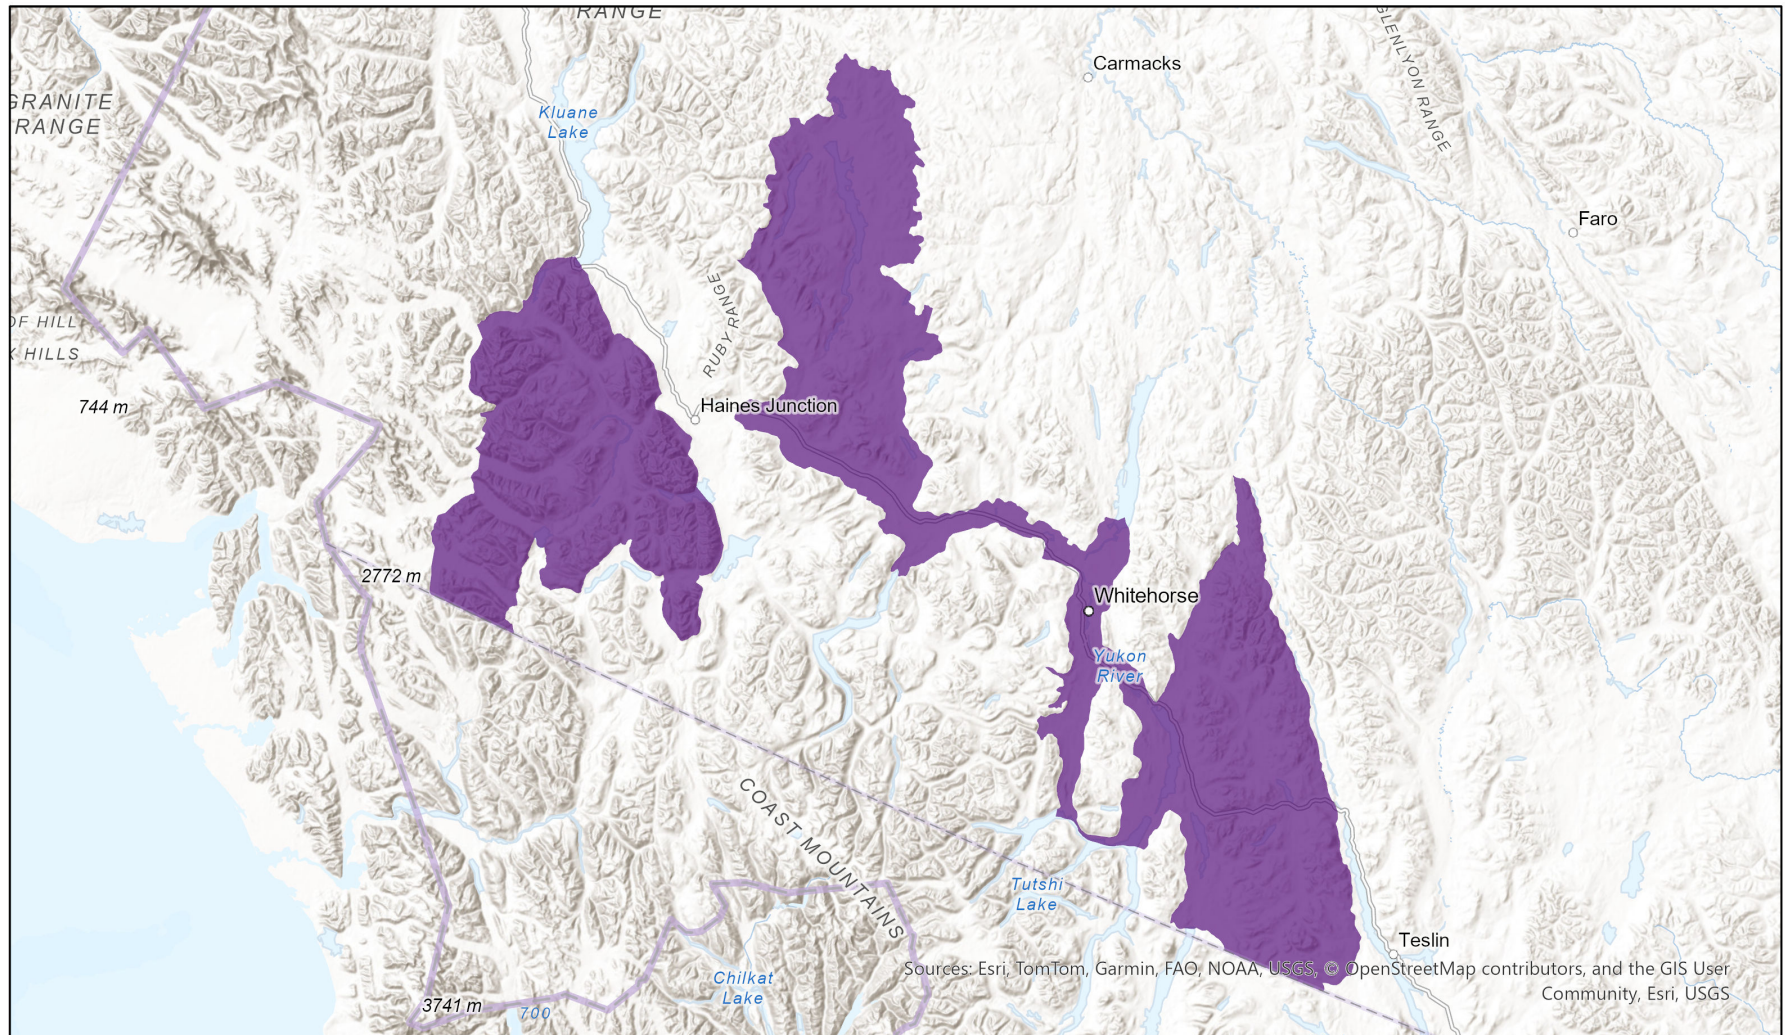 RANGE
GLENLYON RANGE
Carmacks
GRANITE
RANGE
Kluane
Lake
Faro
RUBY RANGE
OF HILL
K HILLS
744 m
Haines Junction
2772 m
Whitehorse
Yukon
River
COAST MOUNTAINS
Tutshi
Lake
Teslin
Sources: Esri, TomTom, Garmin, FAO, NOAA, USGS, © OpenStreetMap contributors, and the GIS User
Community, Esri, USGS
Chilkat
Lake
3741 m
700